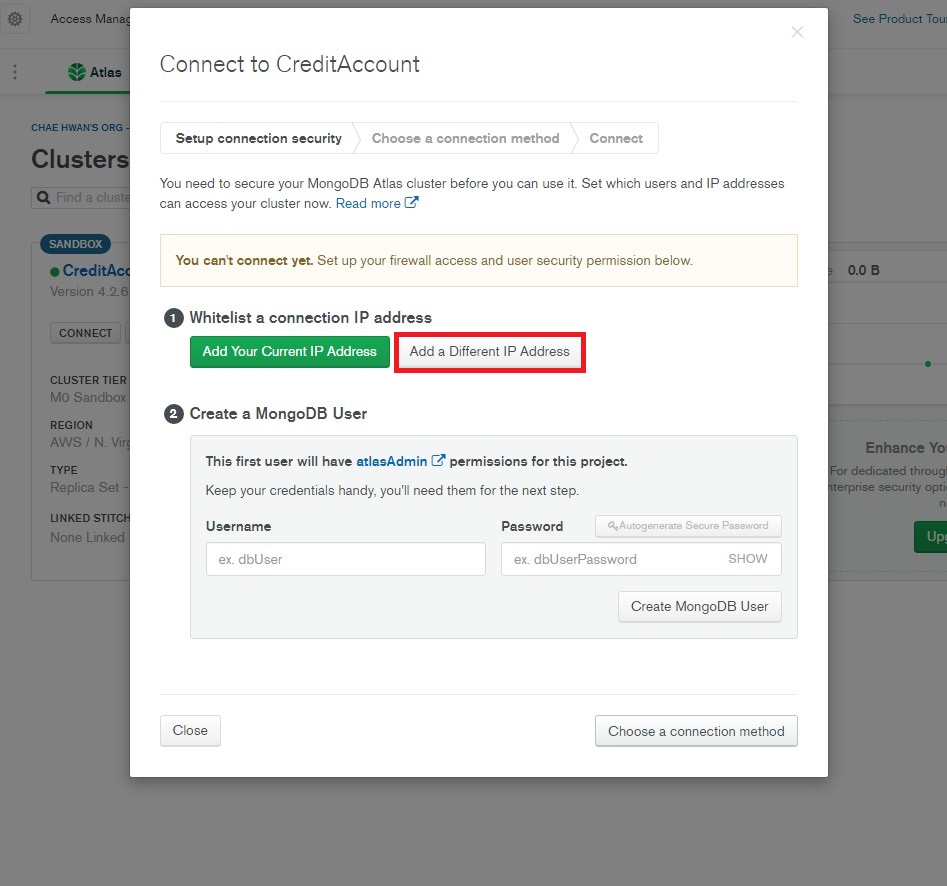 Access Manag
See Product Tour
Atlas
CHAE HWAN'S ORG -
Clusters
Find a cluste
SANDBOX
CreditAcc
Version 4.2.6
CONNECT
CLUSTER TIER
M0 Sandbox
REGION
AWS / N. Virg
TYPE
Replica Set -
LINKED STITCH
None Linked
Connect to CreditAccount
Setup connection security
Choose a connection method
Connect
You need to secure your MongoDB Atlas cluster before you can use it. Set which users and IP addresses
can access your cluster now. Read more
You can't connect yet. Set up your firewall access and user security permission below.
1 Whitelist a connection IP address
Add Your Current IP Address
Add a Different IP Address
2 Create a MongoDB User
This first user will have atlasAdmin permissions for this project.
Keep your credentials handy, you'll need them for the next step.
Username
Password
Autogenerate Secure Password
ex. dbUser
ex. dbUserPassword
SHOW
Create MongoDB User
Close
Choose a connection method
0.0 B
Enhance Yo
For dedicated throug
nterprise security opti
Upg